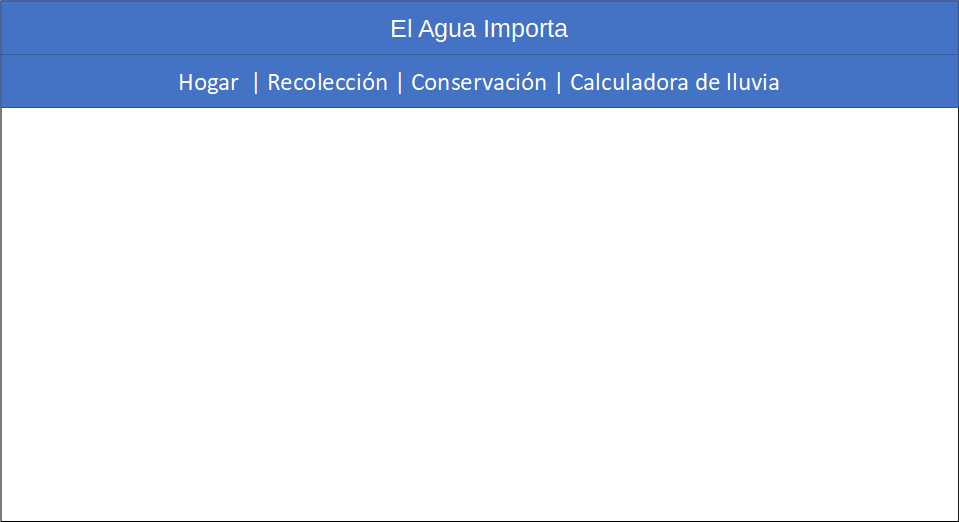 El Agua Importa
Hogar | Recolección | Conservación | Calculadora de lluvia